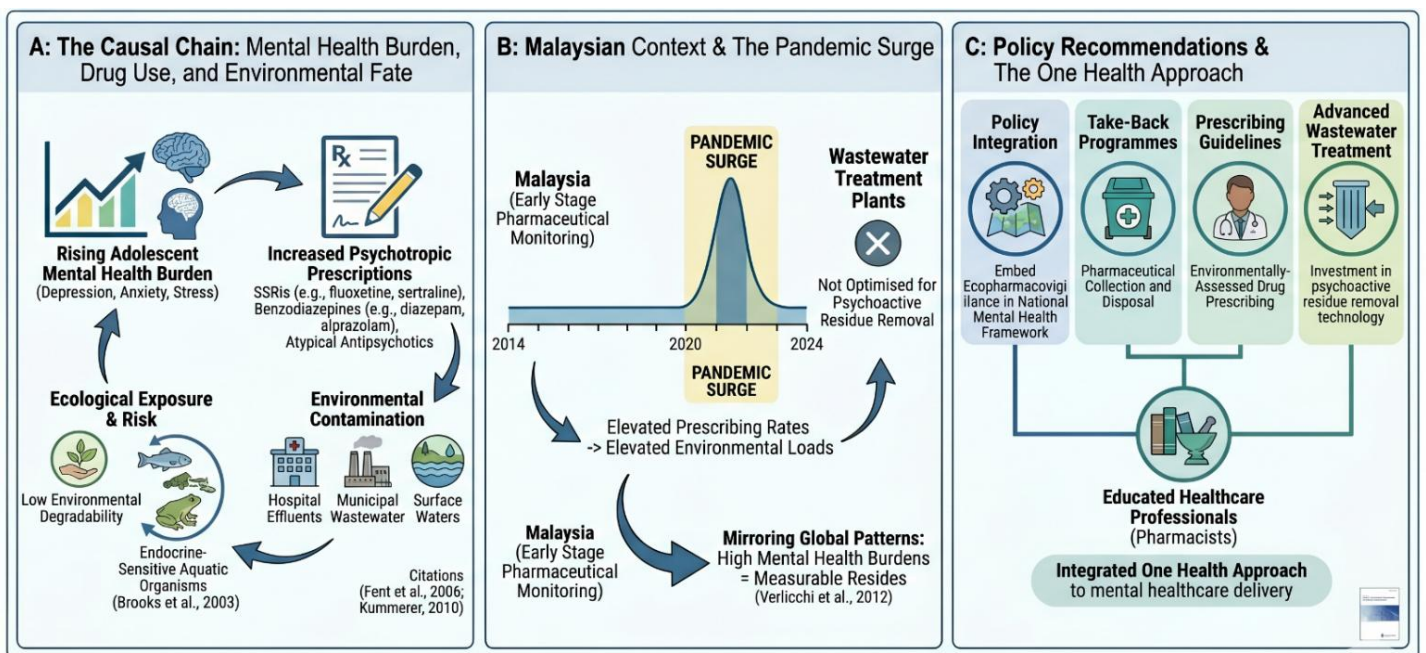 A: The Causal Chain: Mental Health Burden,
Drug Use, and Environmental Fate
Rx
Rising Adolescent
Mental Health Burden
(Depression, Anxiety, Stress)
Increased Psychotropic
Prescriptions
SSRis (e.g., fluoxetine, sertraline),
Benzodiazepines (e.g., diazepam,
alprazolam),
Atypical Antipsychotics
Ecological Exposure
& Risk
Low Environmental
Degradability
Endocrine-
Sensitive Aquatic
Organisms
(Brooks et al., 2003)
Environmental
Contamination
Hospital
Effluents
Municipal
Wastewater
Surface
Waters
Citations
(Fent et al., 2006;
Kummerer, 2010)
B: Malaysian Context & The Pandemic Surge
Malaysia
(Early Stage
Pharmaceutical
Monitoring)
PANDEMIC
SURGE
2014
2020
2024
PANDEMIC
SURGE
Wastewater
Treatment
Plants
Not Optimised for
Psychoactive
Residue Removal
Elevated Prescribing Rates
-> Elevated Environmental Loads
Malaysia
(Early Stage
Pharmaceutical
Monitoring)
Mirroring Global Patterns:
High Mental Health Burdens
= Measurable Resides
(Verlicchi et al., 2012)
C: Policy Recommendations &
The One Health Approach
Policy
Integration
Embed
Ecopharmacovigi
ilance in National
Mental Health
Framework
Take-Back
Programmes
Pharmaceutical
Collection and
Disposal
Prescribing
Guidelines
Environmentally-
Assessed Drug
Prescribing
Advanced
Wastewater
Treatment
Investment in
psychoactive
residue removal
technology
Educated Healthcare
Professionals
(Pharmacists)
Integrated One Health Approach
to mental healthcare delivery